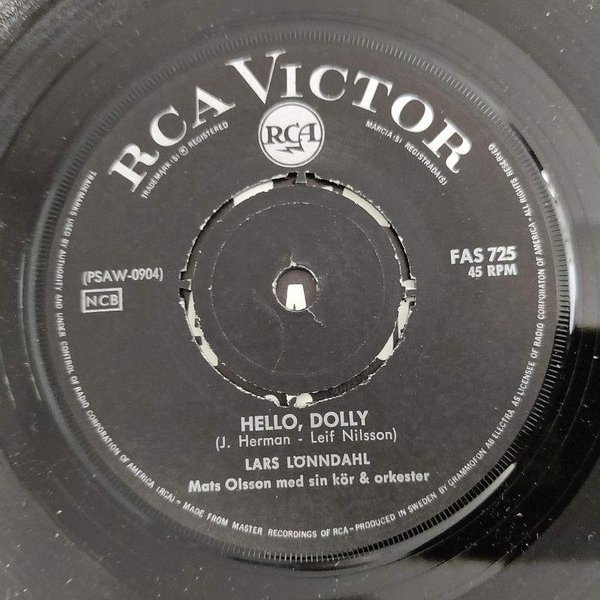 RCA VICTOR
TRADEMARK(S) ® REGISTERED
RCA
MARCA(S) REGISTRADA(S)
(PSAW-0904)
NCB
FAS 725
45 RPM
HELLO, DOLLY
(J. Herman - Leif Nilsson)
LARS LÖNNDAHL
Mats Olsson med sin kör & orkester
TRADEMARKS USED BY AUTHORITY AND UNDER CONTROL OF RADIO CORPORATION OF AMERICA (RCA) - MADE FROM MASTER RECORDINGS OF RCA - PRODUCED IN SWEDEN BY GRAMMOFON AB ELECTRA AS LICENSEE OF RADIO CORPORATON OF AMERICA - ALL RIGHTS RESERVED